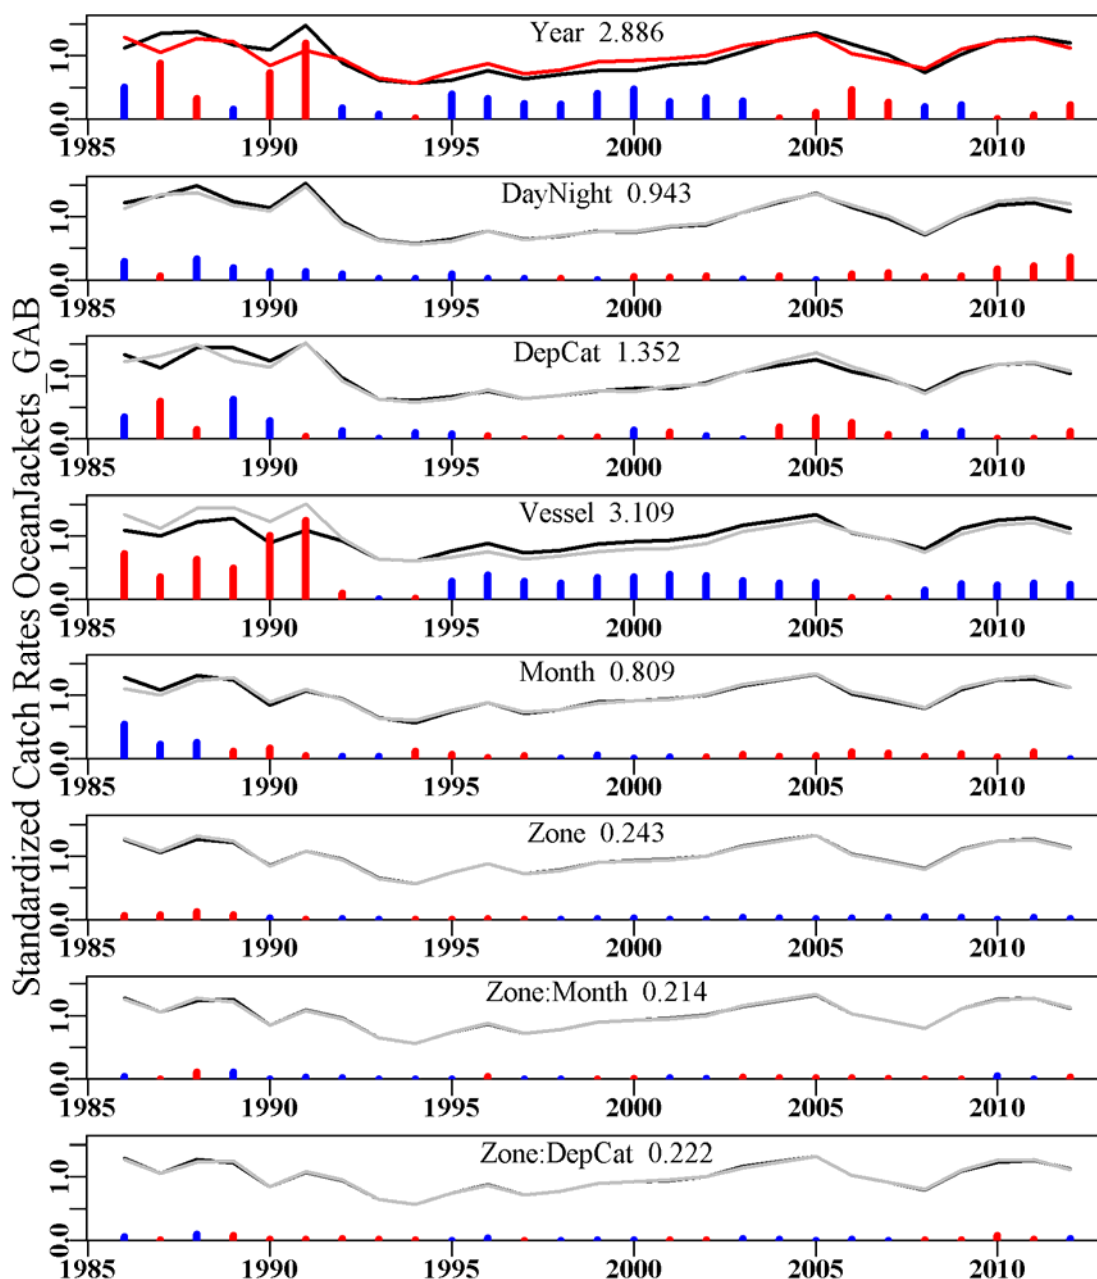 Standardized Catch Rates OceanJackets_GAB
Year 2.886
0.0 1.0
1985 1990 1995 2000 2005 2010
DayNight 0.943
0.0 1.0
1985 1990 1995 2000 2005 2010
DepCat 1.352
0.0 1.0
1985 1990 1995 2000 2005 2010
Vessel 3.109
0.0 1.0
1985 1990 1995 2000 2005 2010
Month 0.809
0.0 1.0
1985 1990 1995 2000 2005 2010
Zone 0.243
0.0 1.0
1985 1990 1995 2000 2005 2010
Zone:Month 0.214
0.0 1.0
1985 1990 1995 2000 2005 2010
Zone:DepCat 0.222
0.0 1.0
1985 1990 1995 2000 2005 2010